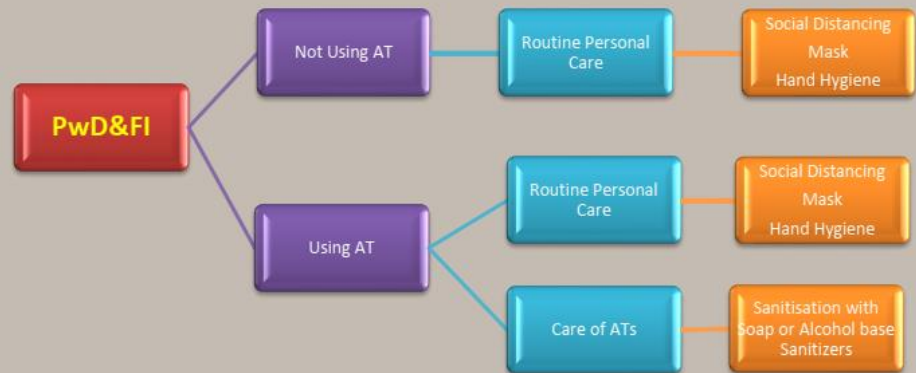 Not Using AT
Routine Personal
Care
Social Distancing
Mask
Hand Hygiene
PwD&FI
Using AT
Routine Personal
Care
Social Distancing
Mask
Hand Hygiene
Care of ATs
Sanitisation with
Soap or Alcohol base
Sanitizers